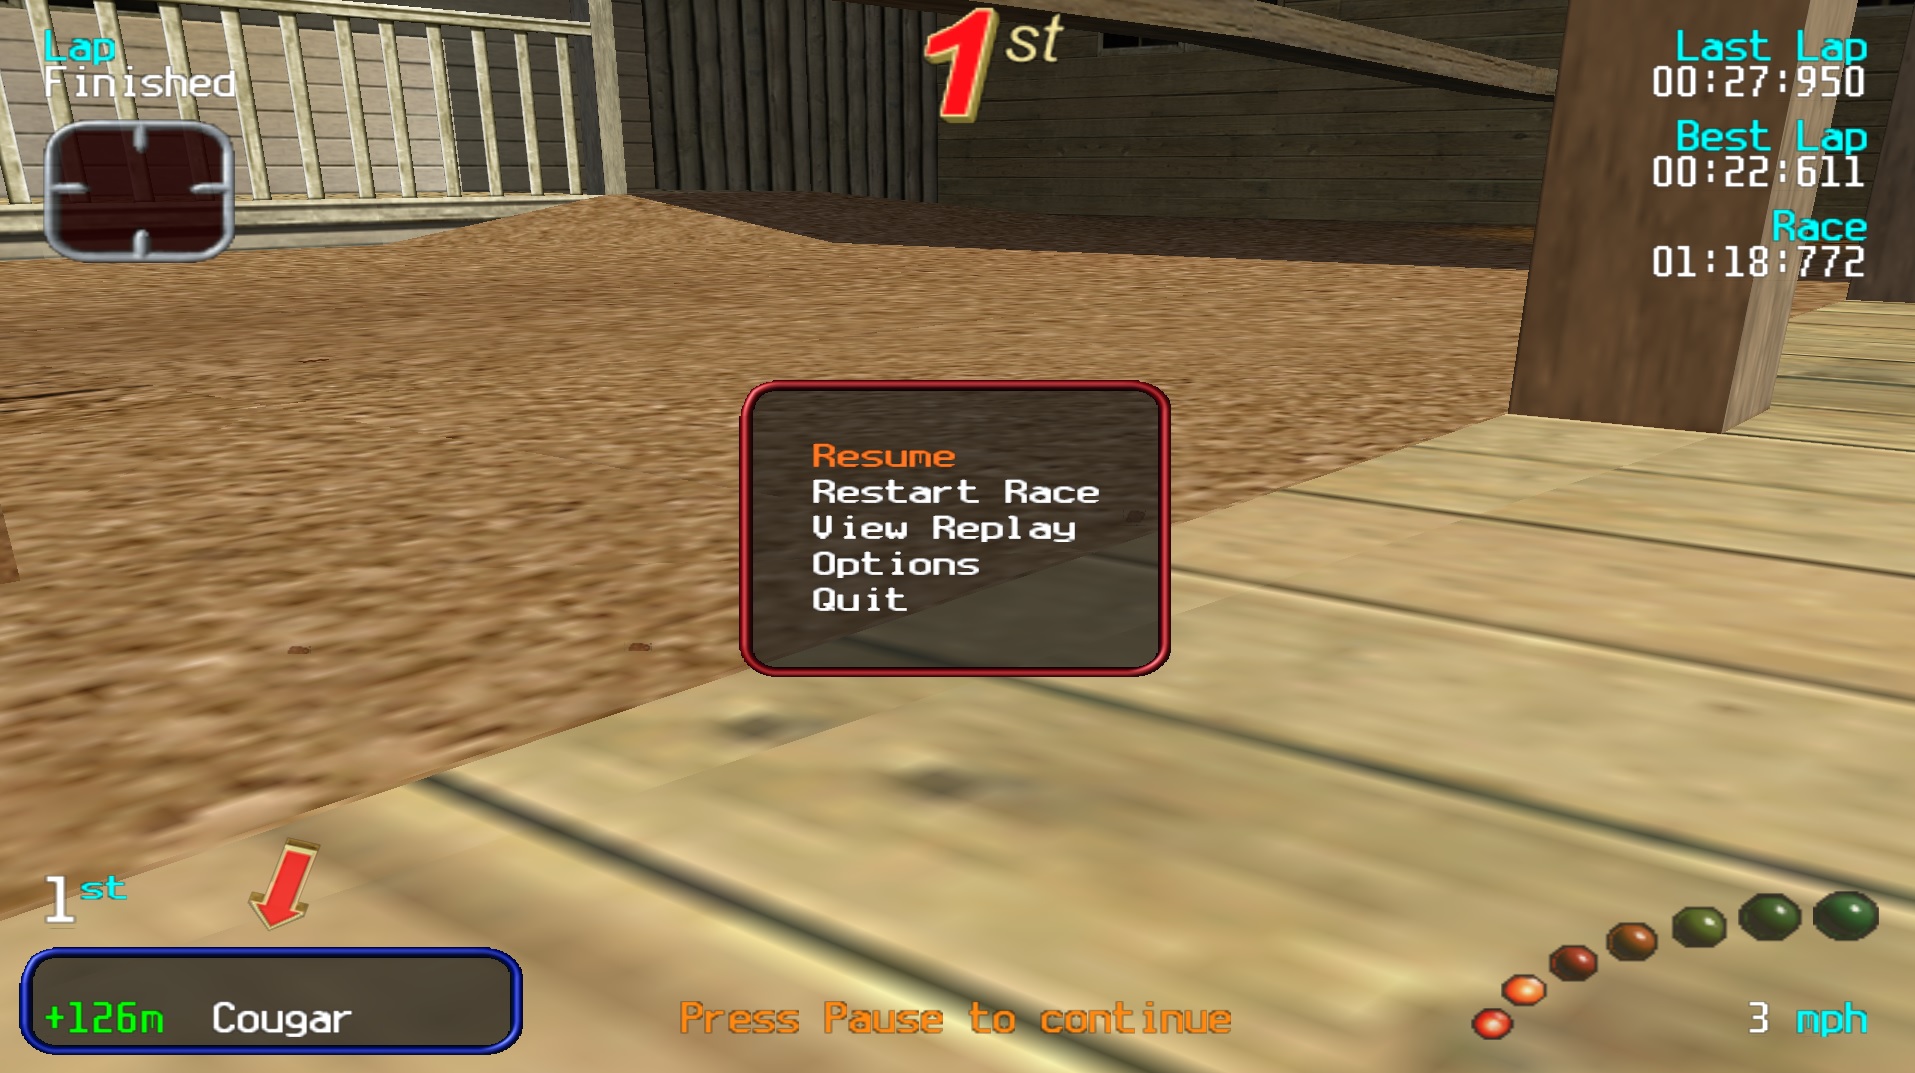 Lap
Finished
1st
Last Lap
00:27:950
Best Lap
00:22:611
Race
01:18:772
Resume
Restart Race
View Replay
Options
Quit
1st
+126m Cougar
Press Pause to continue
3 mph